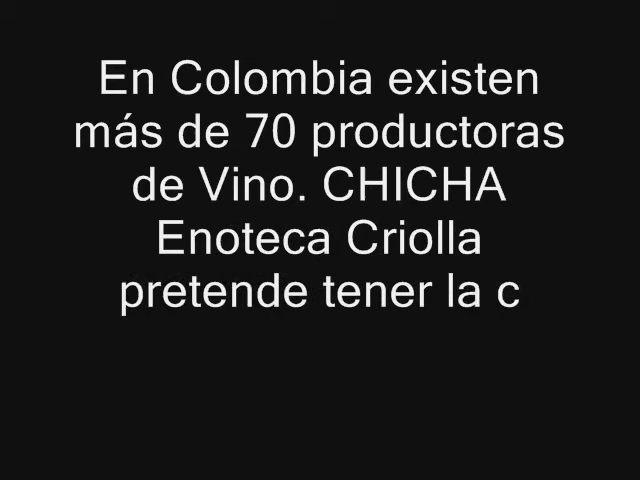 En Colombia existen
más de 70 productoras
de Vino. CHICHA
Enoteca Criolla
pretende tener la c